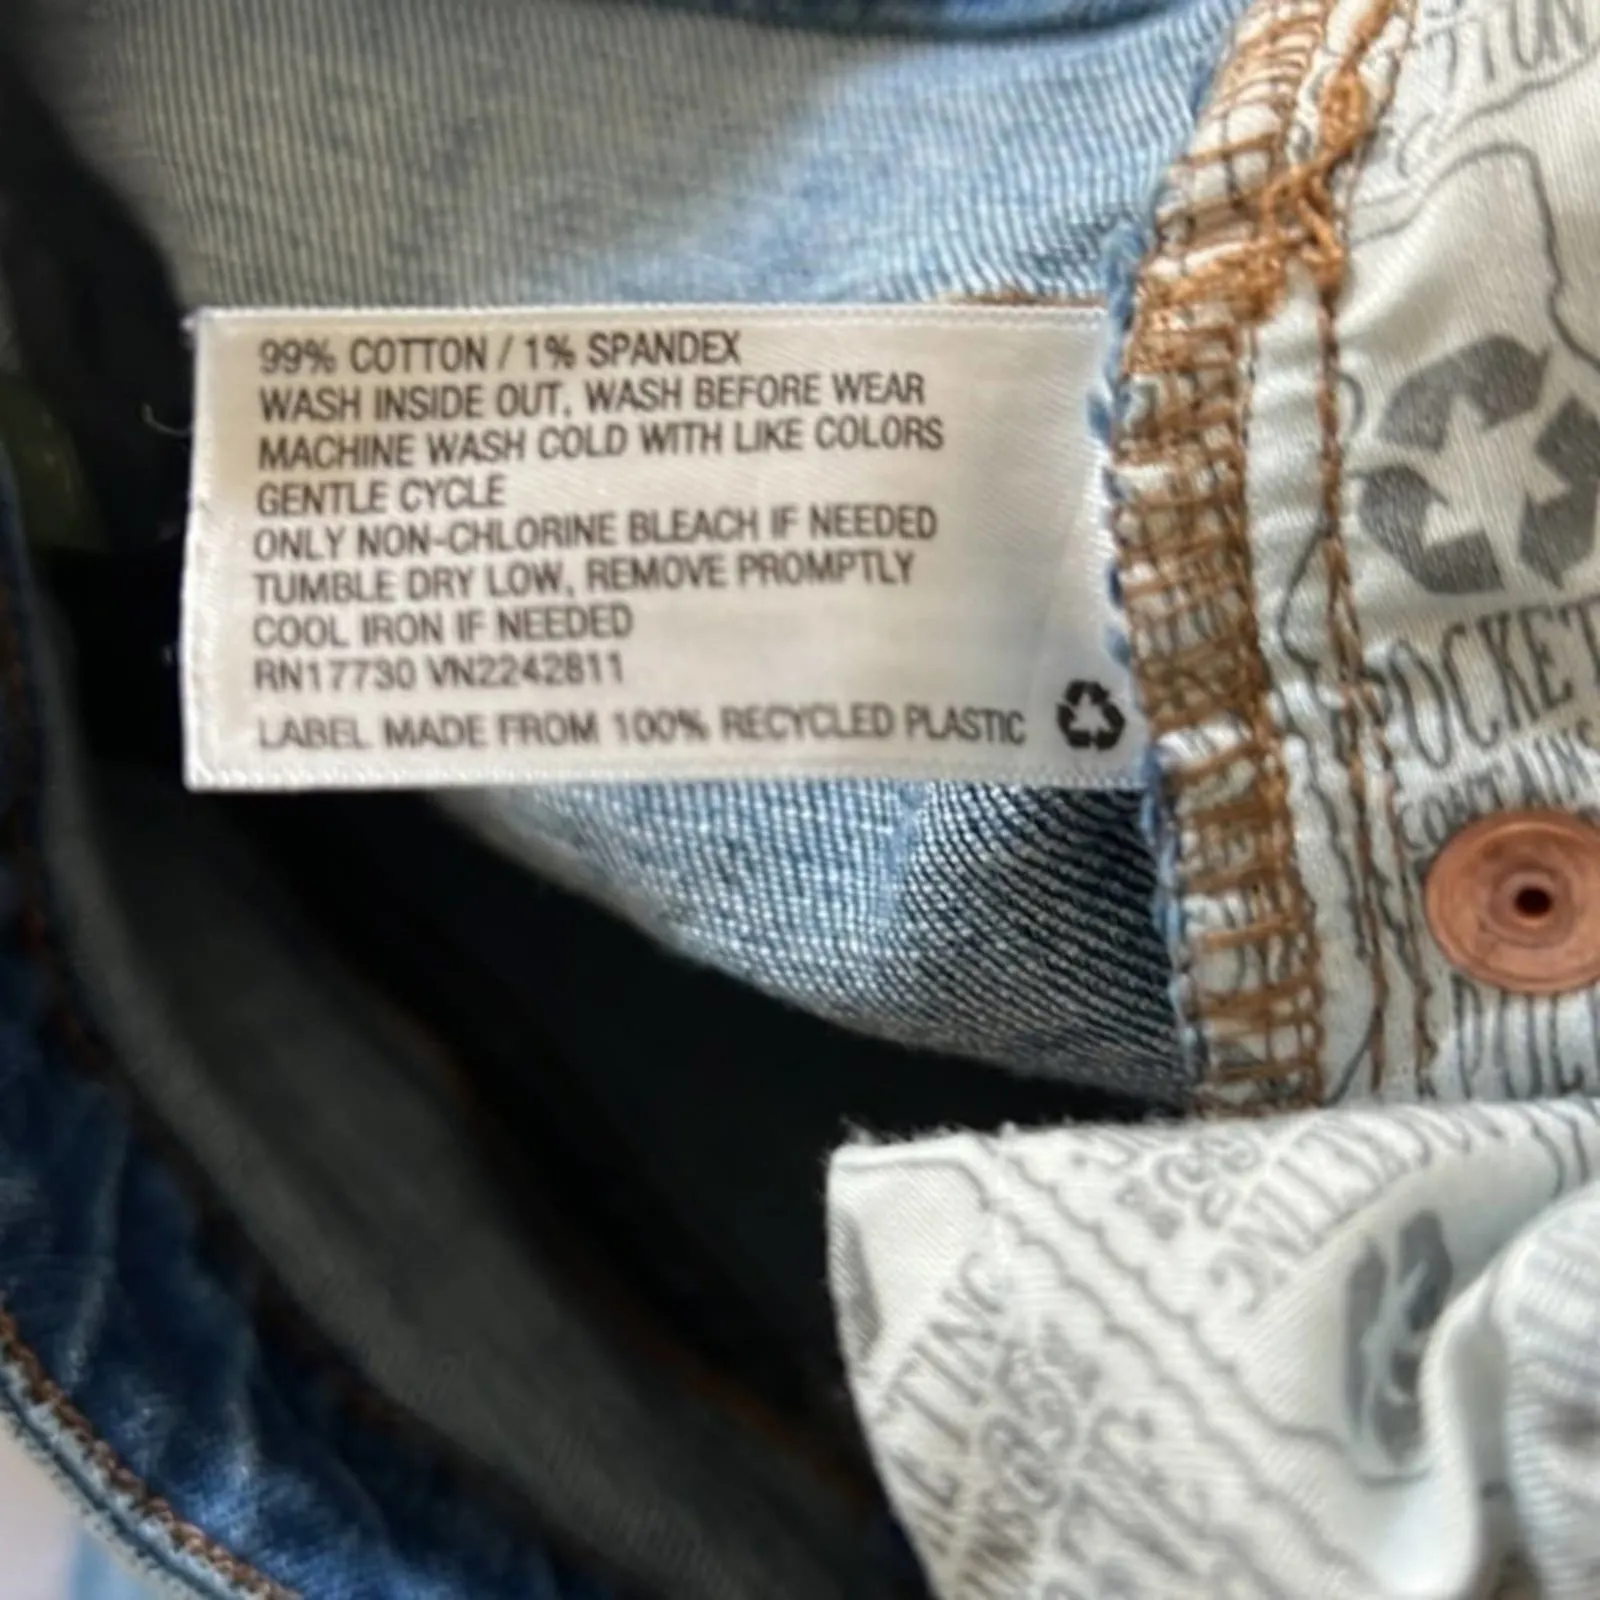 99% COTTON / 1% SPANDEX
WASH INSIDE OUT, WASH BEFORE WEAR
MACHINE WASH COLD WITH LIKE COLORS
GENTLE CYCLE
ONLY NON-CHLORINE BLEACH IF NEEDED
TUMBLE DRY LOW, REMOVE PROMPTLY
COOL IRON IF NEEDED
RN17730 VN2242811
LABEL MADE FROM 100% RECYCLED PLASTIC